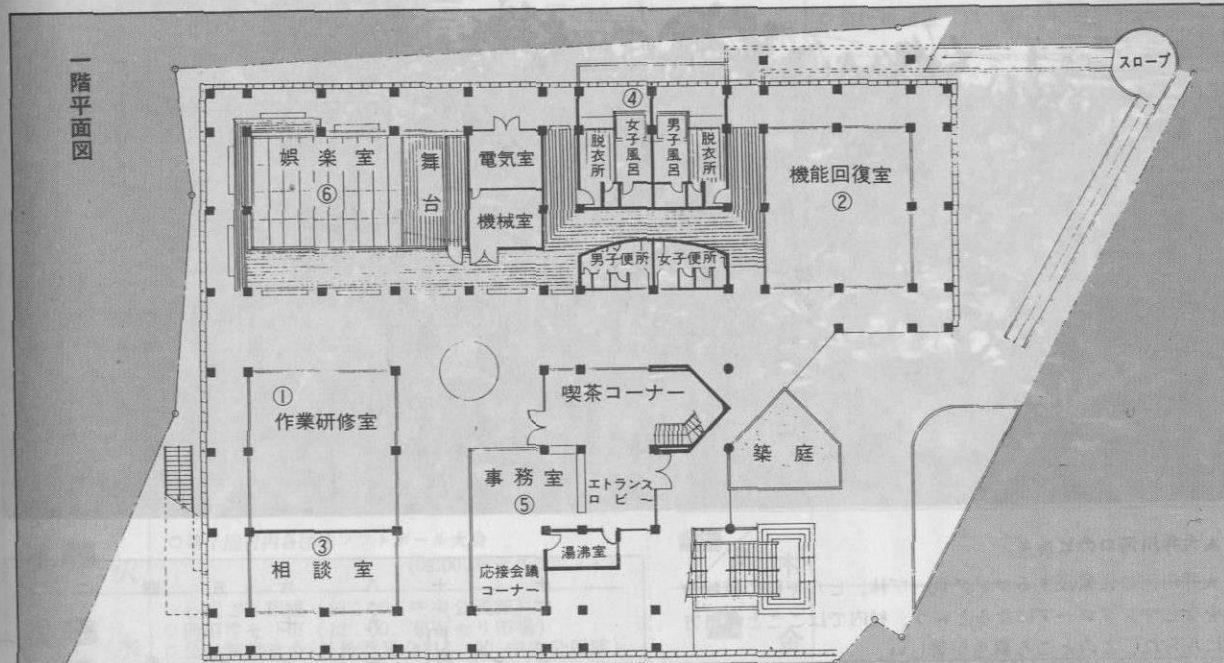 一階平面図
スロープ
④
娯楽室
⑥
舞台
電気室
機械室
脱衣所
女子風呂
男子風呂
脱衣所
機能回復室
②
男子便所
女子便所
①
作業研修室
喫茶コーナー
築庭
事務室
⑤
エトランス
ロビー
③
相談室
湯沸室
応接会議
コーナー